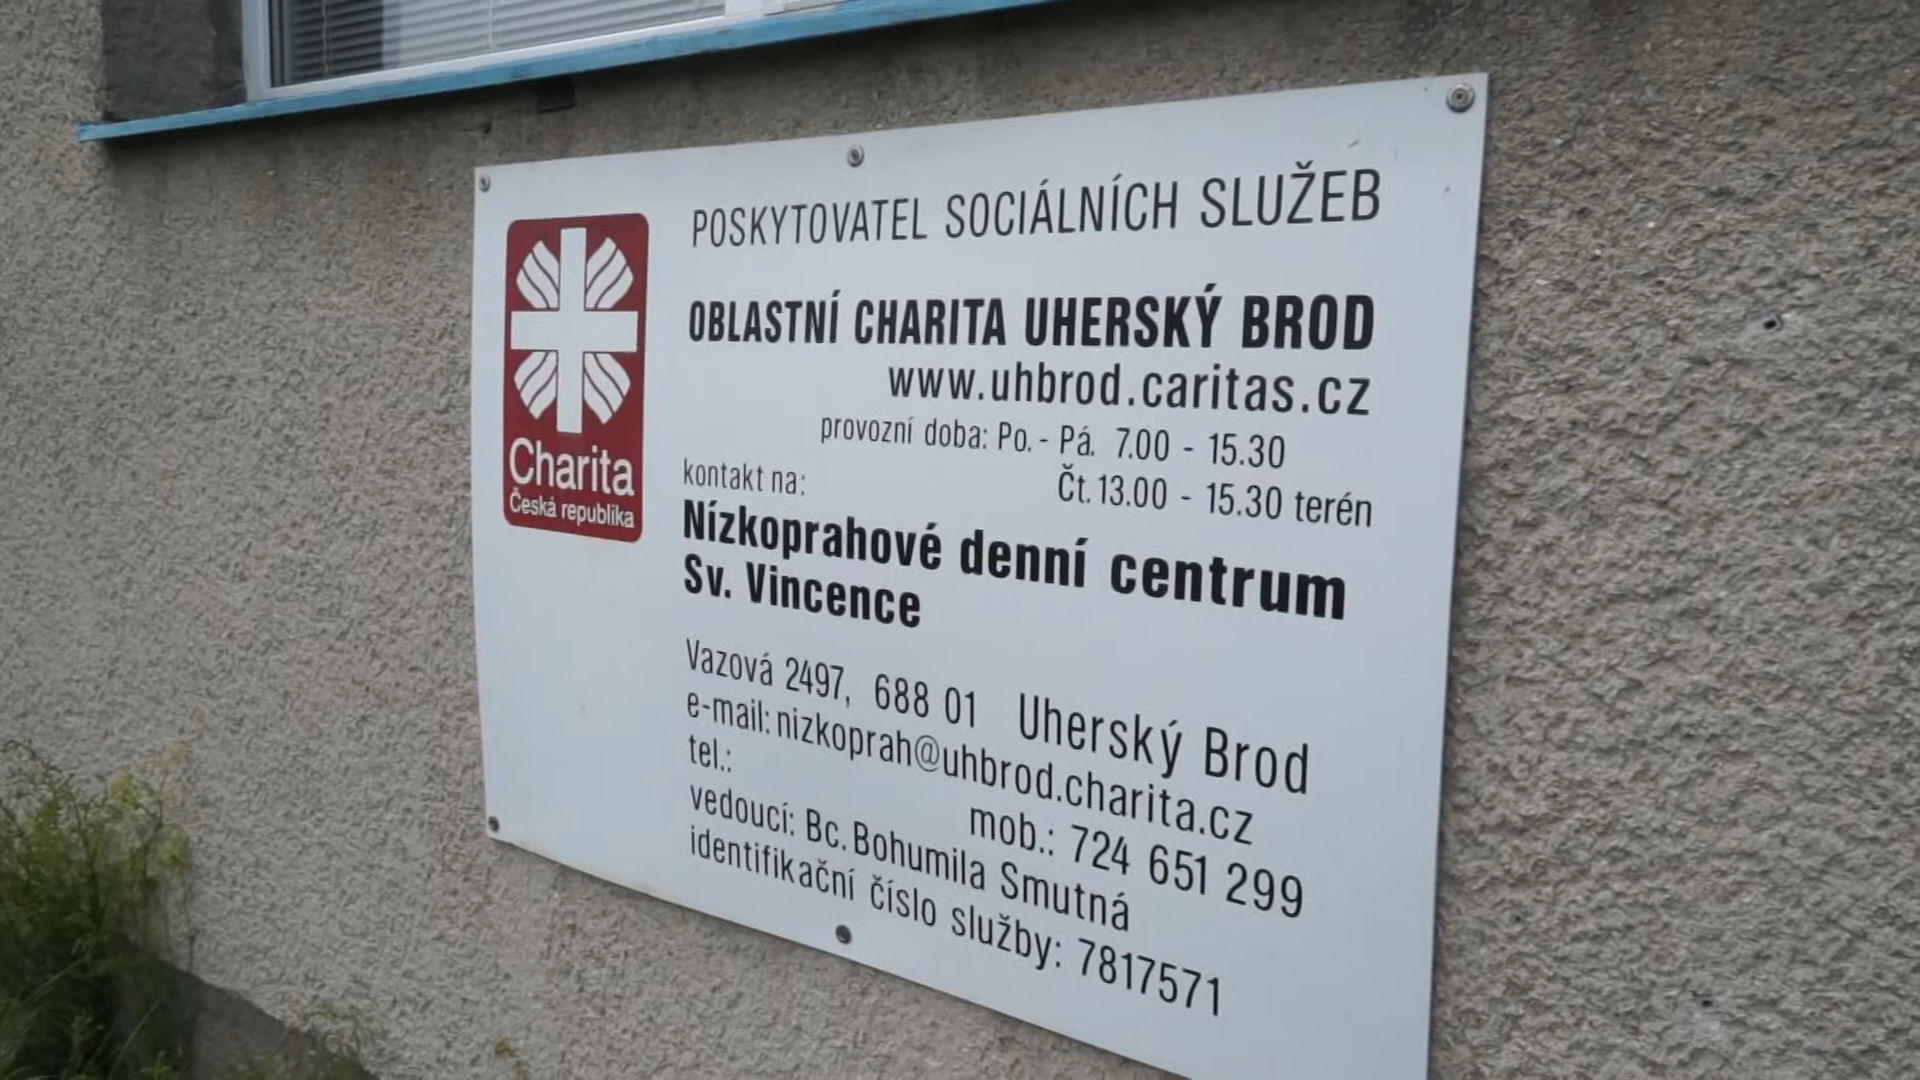 POSKYTOVATEL SOCIÁLNÍCH SLUŽEB
OBLASTNÍ CHARITA UHERSKÝ BROD
www.uhbrod.caritas.cz
provozní doba: Po. - Pá. 7.00 - 15.30
Čt. 13.00 - 15.30 terén
kontakt na:
Nízkoprahové denní centrum
Sv. Vincence
Vazová 2497, 688 01 Uherský Brod
e-mail: nizkoprah@uhbrod.charita.cz
tel.: mob.: 724 651 299
vedoucí: Bc. Bohumila Smutná
identifikační číslo služby: 7817571
Charita
Česká republika